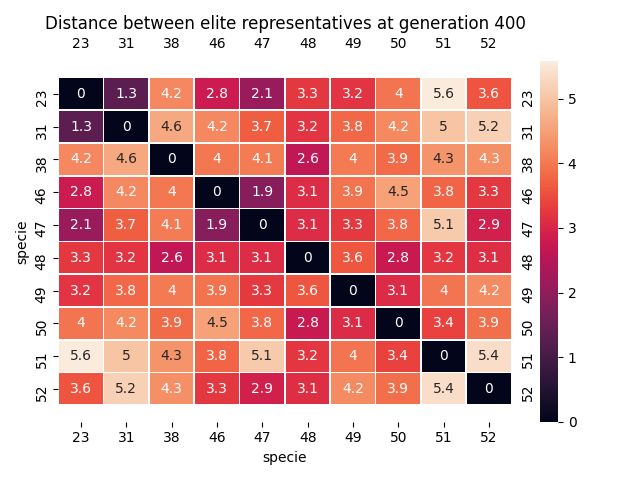 Distance between elite representatives at generation 400
23 31 38 46 47 48 49 50 51 52
23 0 1.3 4.2 2.8 2.1 3.3 3.2 4 5.6 3.6 23
31 1.3 0 4.6 4.2 3.7 3.2 3.8 4.2 5 5.2 31
38 4.2 4.6 0 4 4.1 2.6 4 3.9 4.3 4.3 38
46 2.8 4.2 4 0 1.9 3.1 3.9 4.5 3.8 3.3 46
47 2.1 3.7 4.1 1.9 0 3.1 3.3 3.8 5.1 2.9 47
48 3.3 3.2 2.6 3.1 3.1 0 3.6 2.8 3.2 3.1 48
49 3.2 3.8 4 3.9 3.3 3.6 0 3.1 4 4.2 49
50 4 4.2 3.9 4.5 3.8 2.8 3.1 0 3.4 3.9 50
51 5.6 5 4.3 3.8 5.1 3.2 4 3.4 0 5.4 51
52 3.6 5.2 4.3 3.3 2.9 3.1 4.2 3.9 5.4 0 52
23 31 38 46 47 48 49 50 51 52
specie
specie
5
4
3
2
1
0